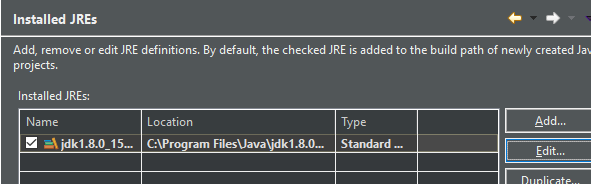 Installed JREs
Add, remove or edit JRE definitions. By default, the checked JRE is added to the build path of newly created Jav
projects.
Installed JREs:
Name Location Type
jdk1.8.0_15... C:\Program Files\Java\jdk1.8.0... Standard ...
Add...
Edit...
Duplicate...